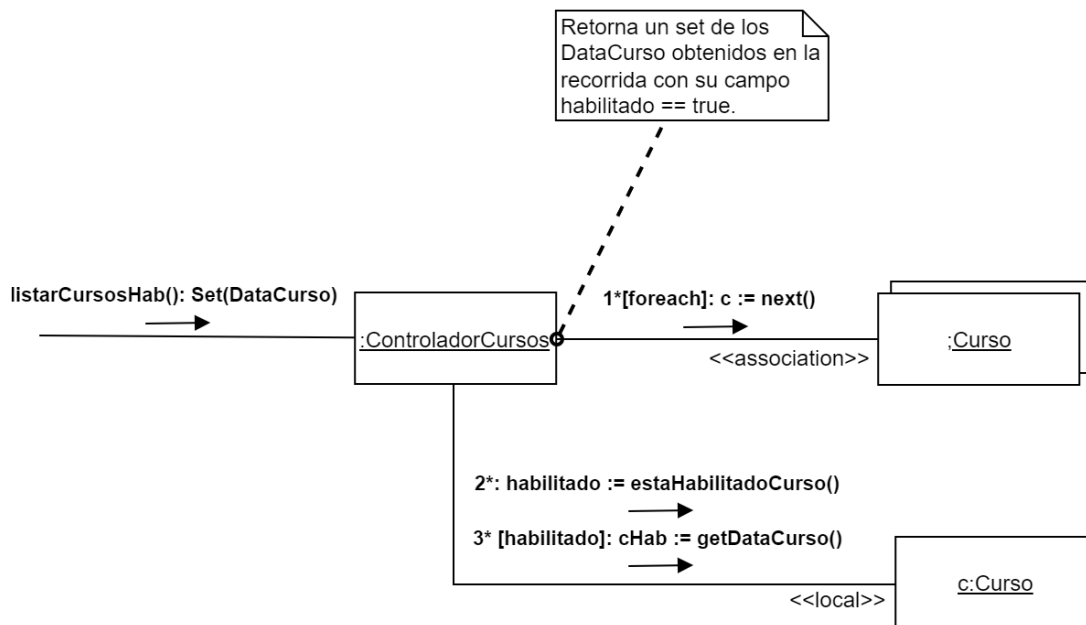 Retorna un set de los
DataCurso obtenidos en la
recorrida con su campo
habilitado == true.
listarCursosHab(): Set(DataCurso)
1*[foreach]: c := next()
:ControladorCursos
;Curso
<<association>>
2*: habilitado := estaHabilitadoCurso()
3* [habilitado]: cHab := getDataCurso()
c:Curso
<<local>>